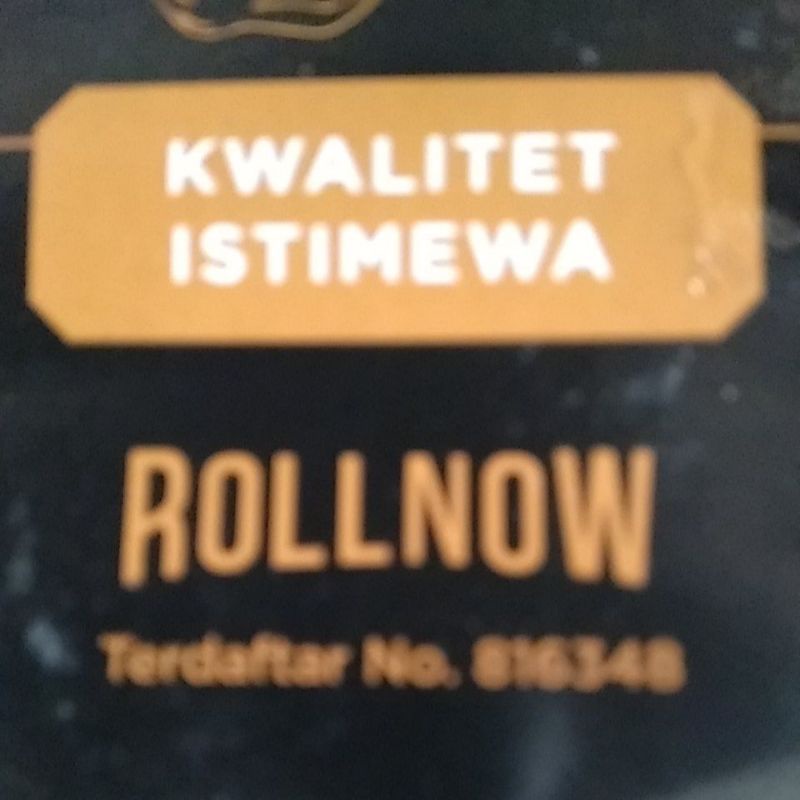 KWALITET
ISTIMEWA
ROLLNOW
Terdaftar No. 816348